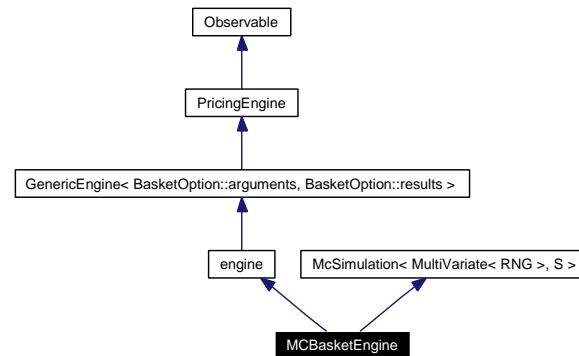 Observable
PricingEngine
GenericEngine< BasketOption::arguments, BasketOption::results >
engine
McSimulation< MultiVariate< RNG >, S >
MCBasketEngine